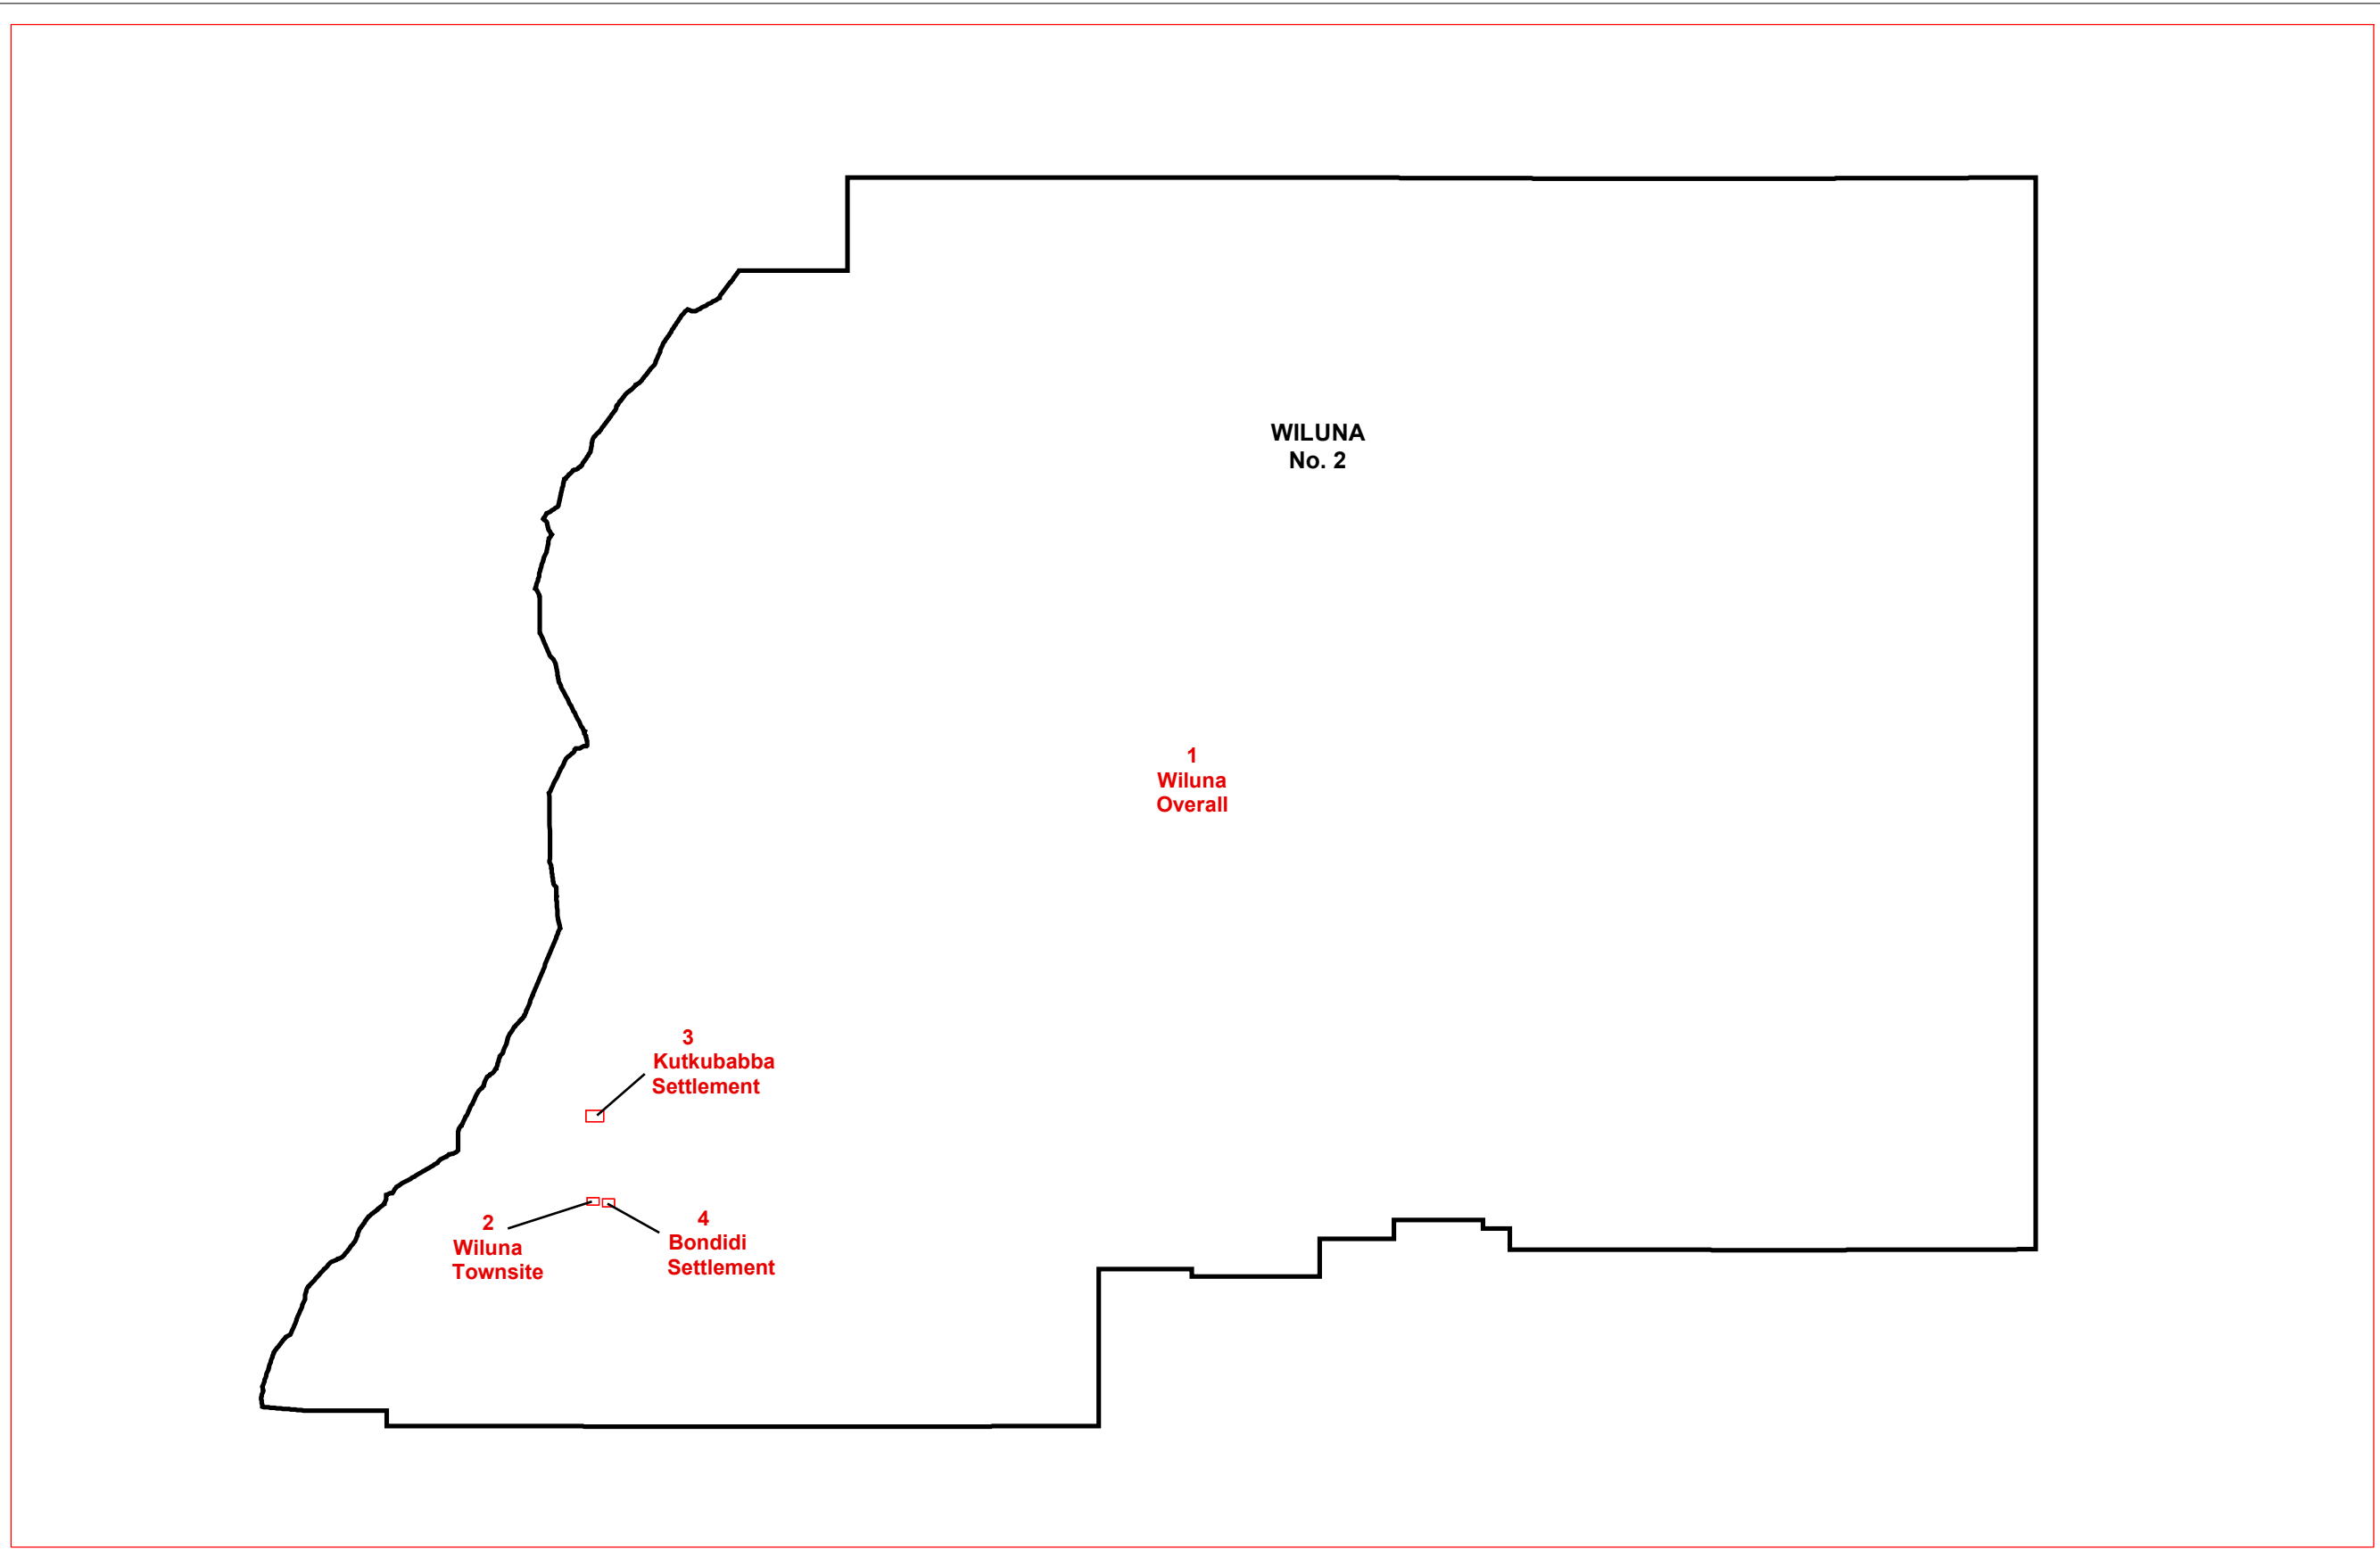 WILUNA
No. 2
1
Wiluna
Overall
3
Kutkubabba
Settlement
2
Wiluna
Townsite
4
Bondidi
Settlement